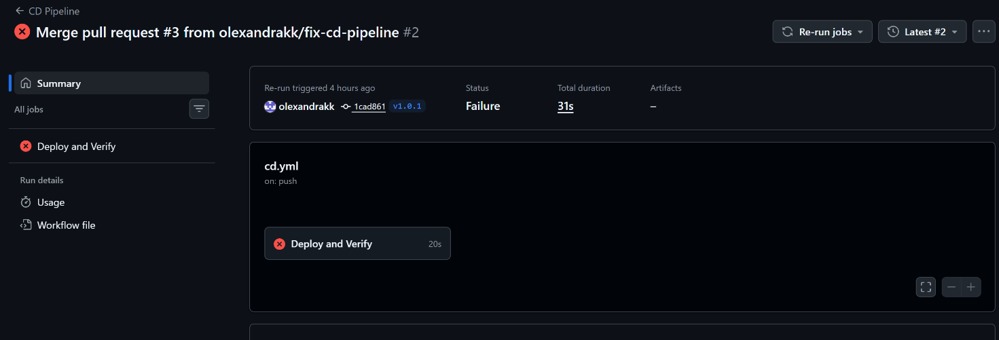 CD Pipeline
Merge pull request #3 from olexandrakk/fix-cd-pipeline #2
Re-run jobs
Latest #2
Summary
All jobs
Deploy and Verify
Run details
Usage
Workflow file
Re-run triggered 4 hours ago
olexandrakk 1cad861 v1.0.1
Status
Failure
Total duration
31s
Artifacts
–
cd.yml
on: push
Deploy and Verify 20s